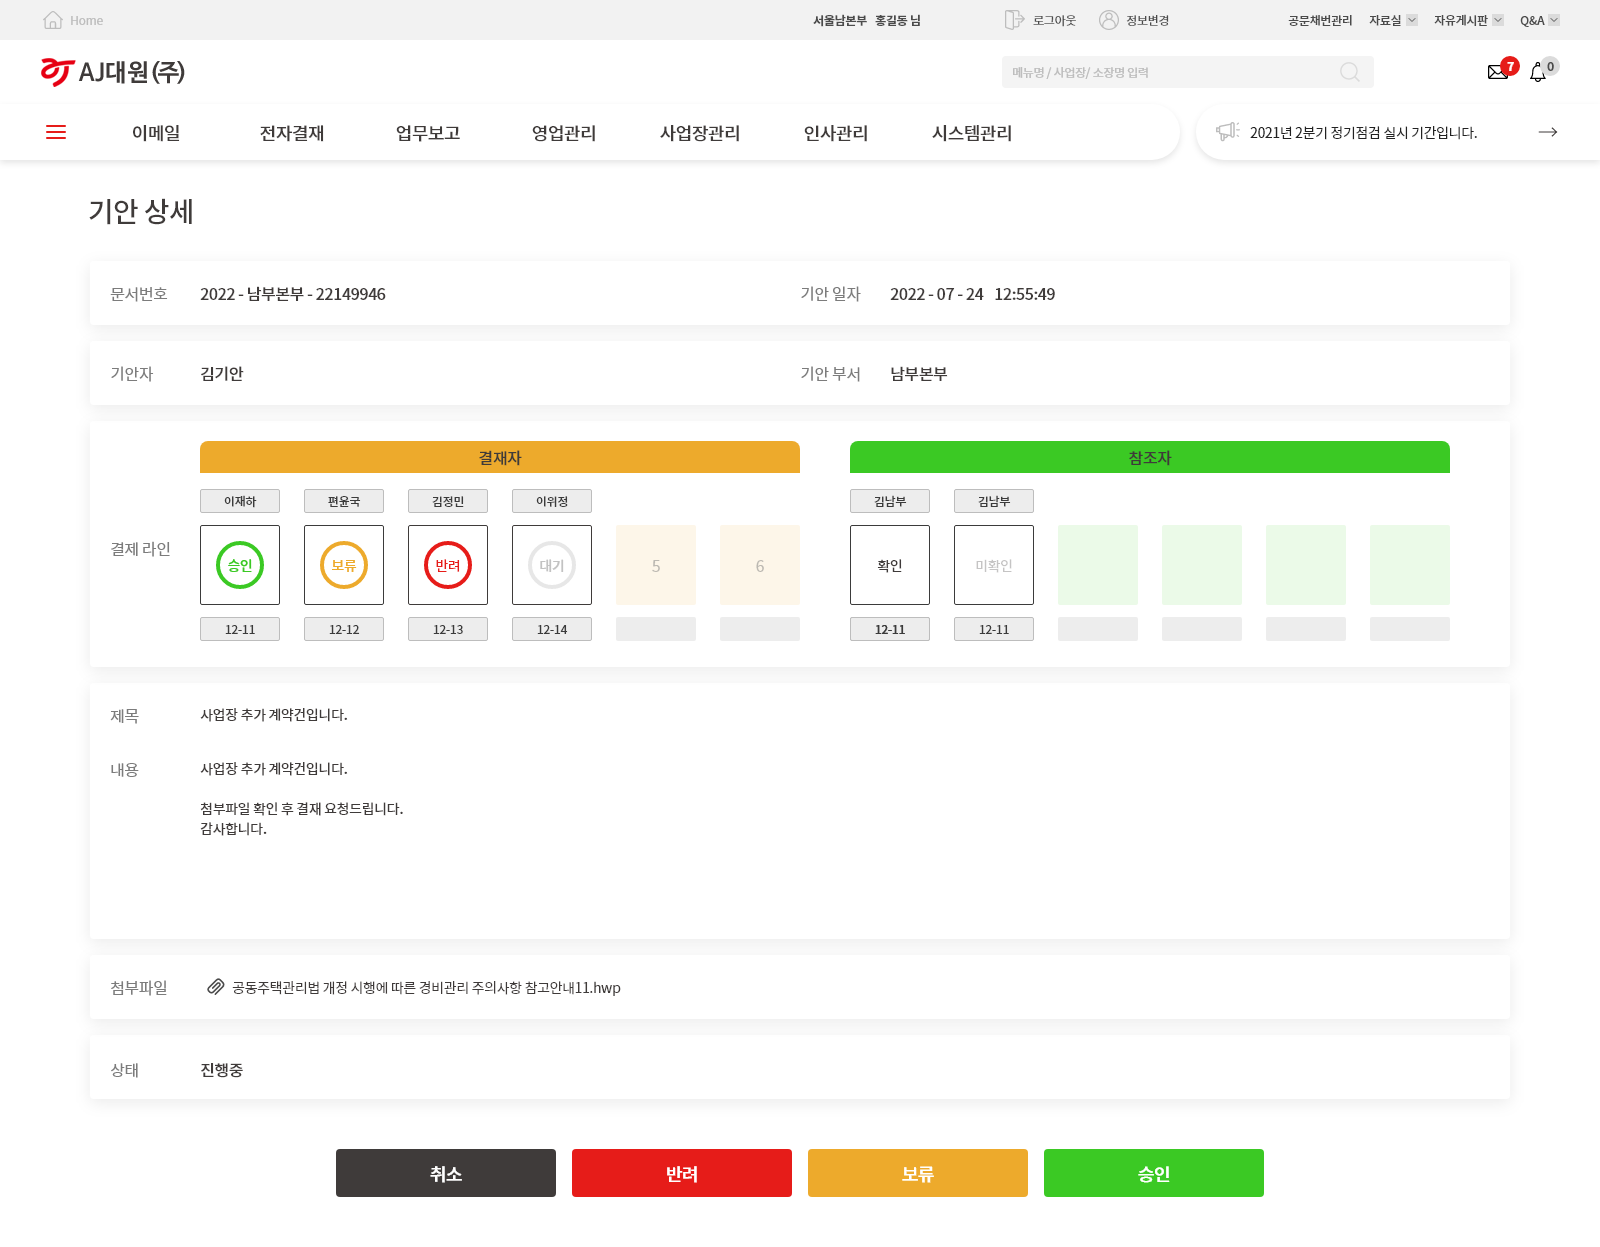 Home
서울남본부 홍길동 님
로그아웃
정보변경
공문채번관리
자료실
자유게시판
Q&A
AJ대원(주)
메뉴명 / 사업장/ 소장명 입력
7
0
이메일
전자결재
업무보고
영업관리
사업장관리
인사관리
시스템관리
2021년 2분기 정기점검 실시 기간입니다.
기안 상세
문서번호
2022 - 남부본부 - 22149946
기안 일자
2022 - 07 - 24 12:55:49
기안자
김기안
기안 부서
남부본부
결제 라인
결재자
이재하
편윤국
김정민
이위정
승인
보류
반려
대기
5
6
12-11
12-12
12-13
12-14
참조자
김남부
김남부
확인
미확인
12-11
12-11
제목
사업장 추가 계약건입니다.
내용
사업장 추가 계약건입니다.
첨부파일 확인 후 결재 요청드립니다.
감사합니다.
첨부파일
공동주택관리법 개정 시행에 따른 경비관리 주의사항 참고안내11.hwp
상태
진행중
취소
반려
보류
승인